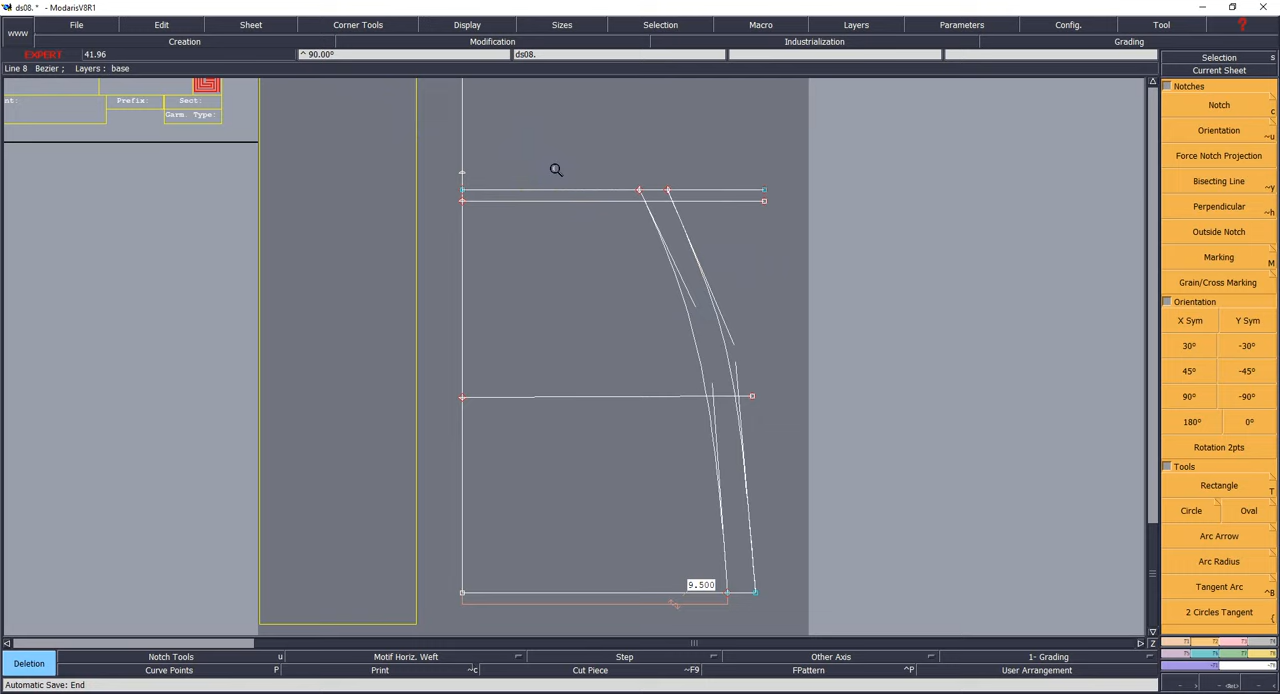 ds08. * - ModarisV8R1
www
File Edit Sheet Corner Tools Display Sizes Selection Macro Layers Parameters Config. Tool
?
Creation Modification Industrialization Grading
EXPERT 41.96 ^ 90.00° ds08.
Line 8 Bezier ; Layers : base
Selection s
Current Sheet
Notches
Notch c
Orientation ~u
Force Notch Projection
Bisecting Line ~y
Perpendicular ~h
Outside Notch
Marking M
Grain/Cross Marking
Orientation
X Sym Y Sym
30° -30°
45° -45°
90° -90°
180° 0°
Rotation 2pts
Tools
Rectangle T
Circle Oval
Arc Arrow
Arc Radius
Tangent Arc ^B
2 Circles Tangent {
nt: Prefix: Sect:
Garm. Type:
9.500
Z
Deletion
Notch Tools u Motif Horiz. Weft Step Other Axis 1- Grading
Curve Points P Print ~c Cut Piece ~F9 FPattern ^P User Arrangement
Automatic Save: End